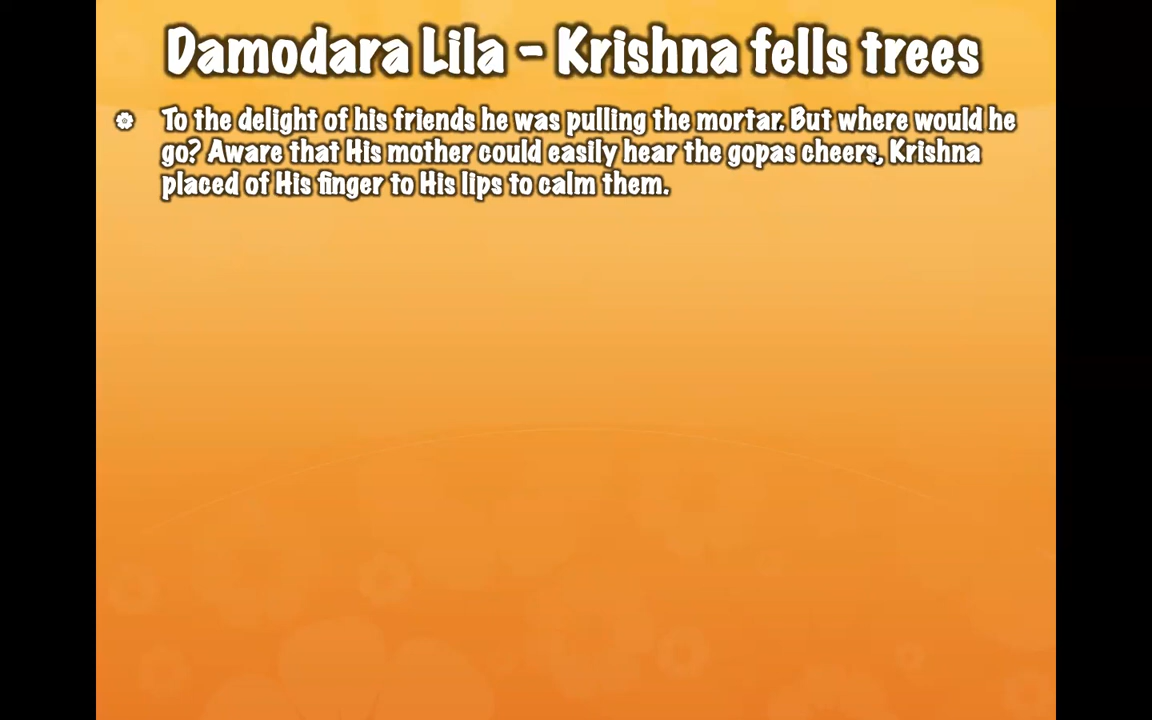 Damodara Lila - Krishna fells trees
To the delight of his friends he was pulling the mortar. But where would he
go? Aware that His mother could easily hear the gopas cheers, Krishna
placed of His finger to His lips to calm them.